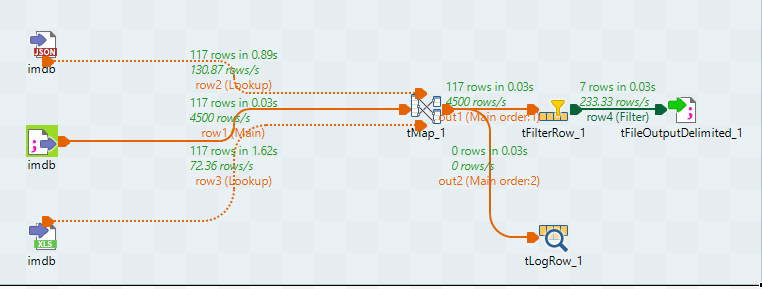 JSON
imdb
117 rows in 0.89s
130.87 rows/s
row2 (Lookup)
117 rows in 0.03s
4500 rows/s
row1 (Main)
imdb
117 rows in 1.62s
72.36 rows/s
row3 (Lookup)
XLS
imdb
tMap_1
117 rows in 0.03s
4500 rows/s
out1 (Main order:1)
tFilterRow_1
7 rows in 0.03s
233.33 rows/s
row4 (Filter)
tFileOutputDelimited_1
0 rows in 0.03s
0 rows/s
out2 (Main order:2)
tLogRow_1